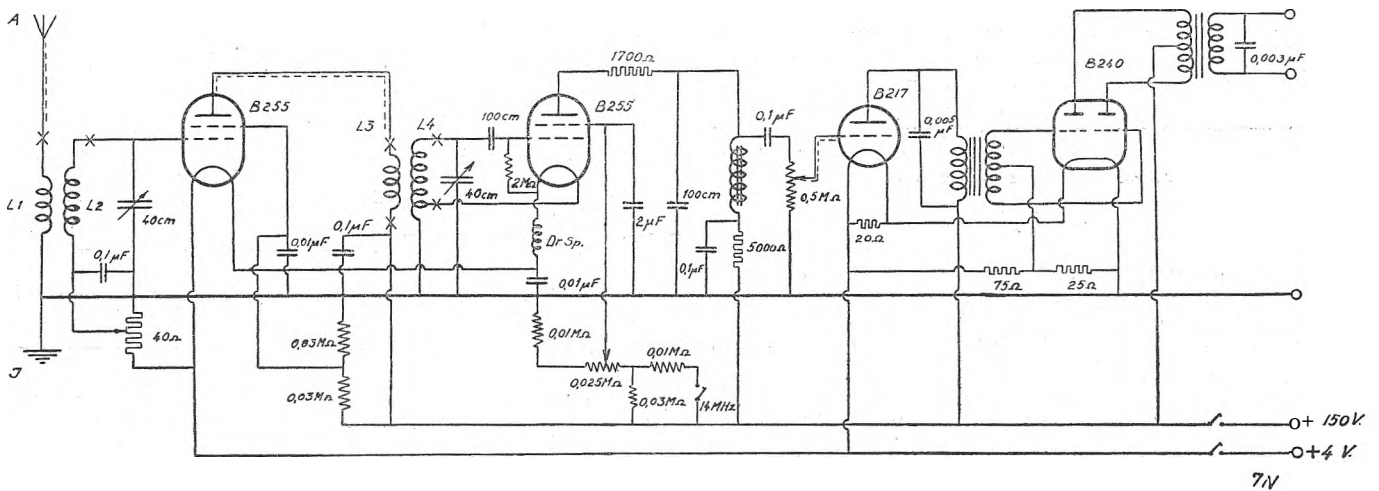 A
B255
L3
L4
100cm
2MΩ
1700Ω
B255
0,1µF
B217
0,005
µF
B240
0,003µF
L1
L2
40cm
40cm
0,1µF
0,01µF
0,1µF
Dr Sp.
2µF
100cm
0,1µF
5000Ω
0,5MΩ
20Ω
0,01µF
75Ω
25Ω
40Ω
0,03MΩ
0,01MΩ
0,01MΩ
J
0,03MΩ
0,025MΩ
0,03MΩ
14MHz
+ 150V.
+4 V.
7/V